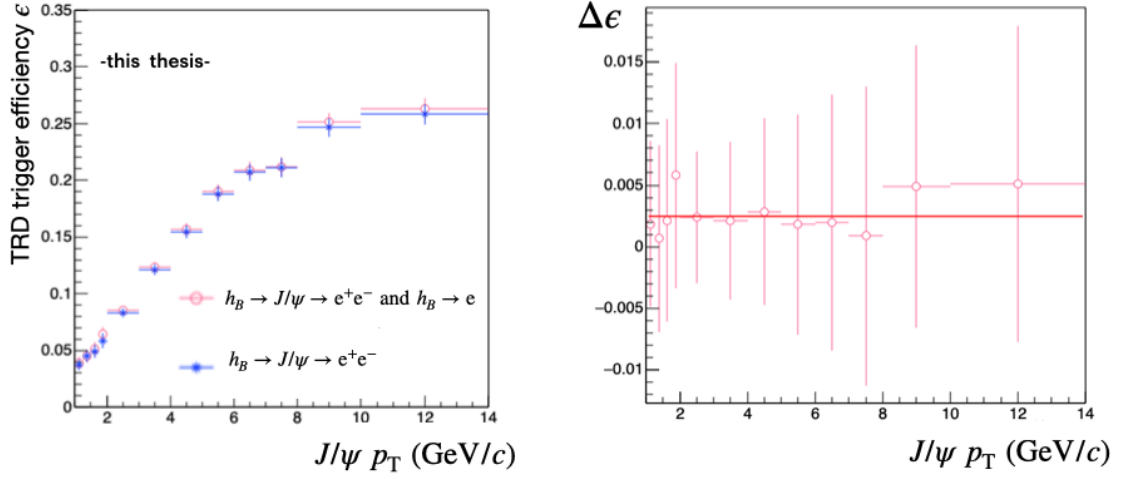 TRD trigger efficiency ϵ
0.35
0.3
0.25
0.2
0.15
0.1
0.05
0
-this thesis-
h_B → J/ψ → e⁺e⁻ and h_B → e
h_B → J/ψ → e⁺e⁻
2 4 6 8 10 12 14
J/ψ p_T (GeV/c)
Δϵ
0.015
0.01
0.005
0
−0.005
−0.01
2 4 6 8 10 12 14
J/ψ p_T (GeV/c)